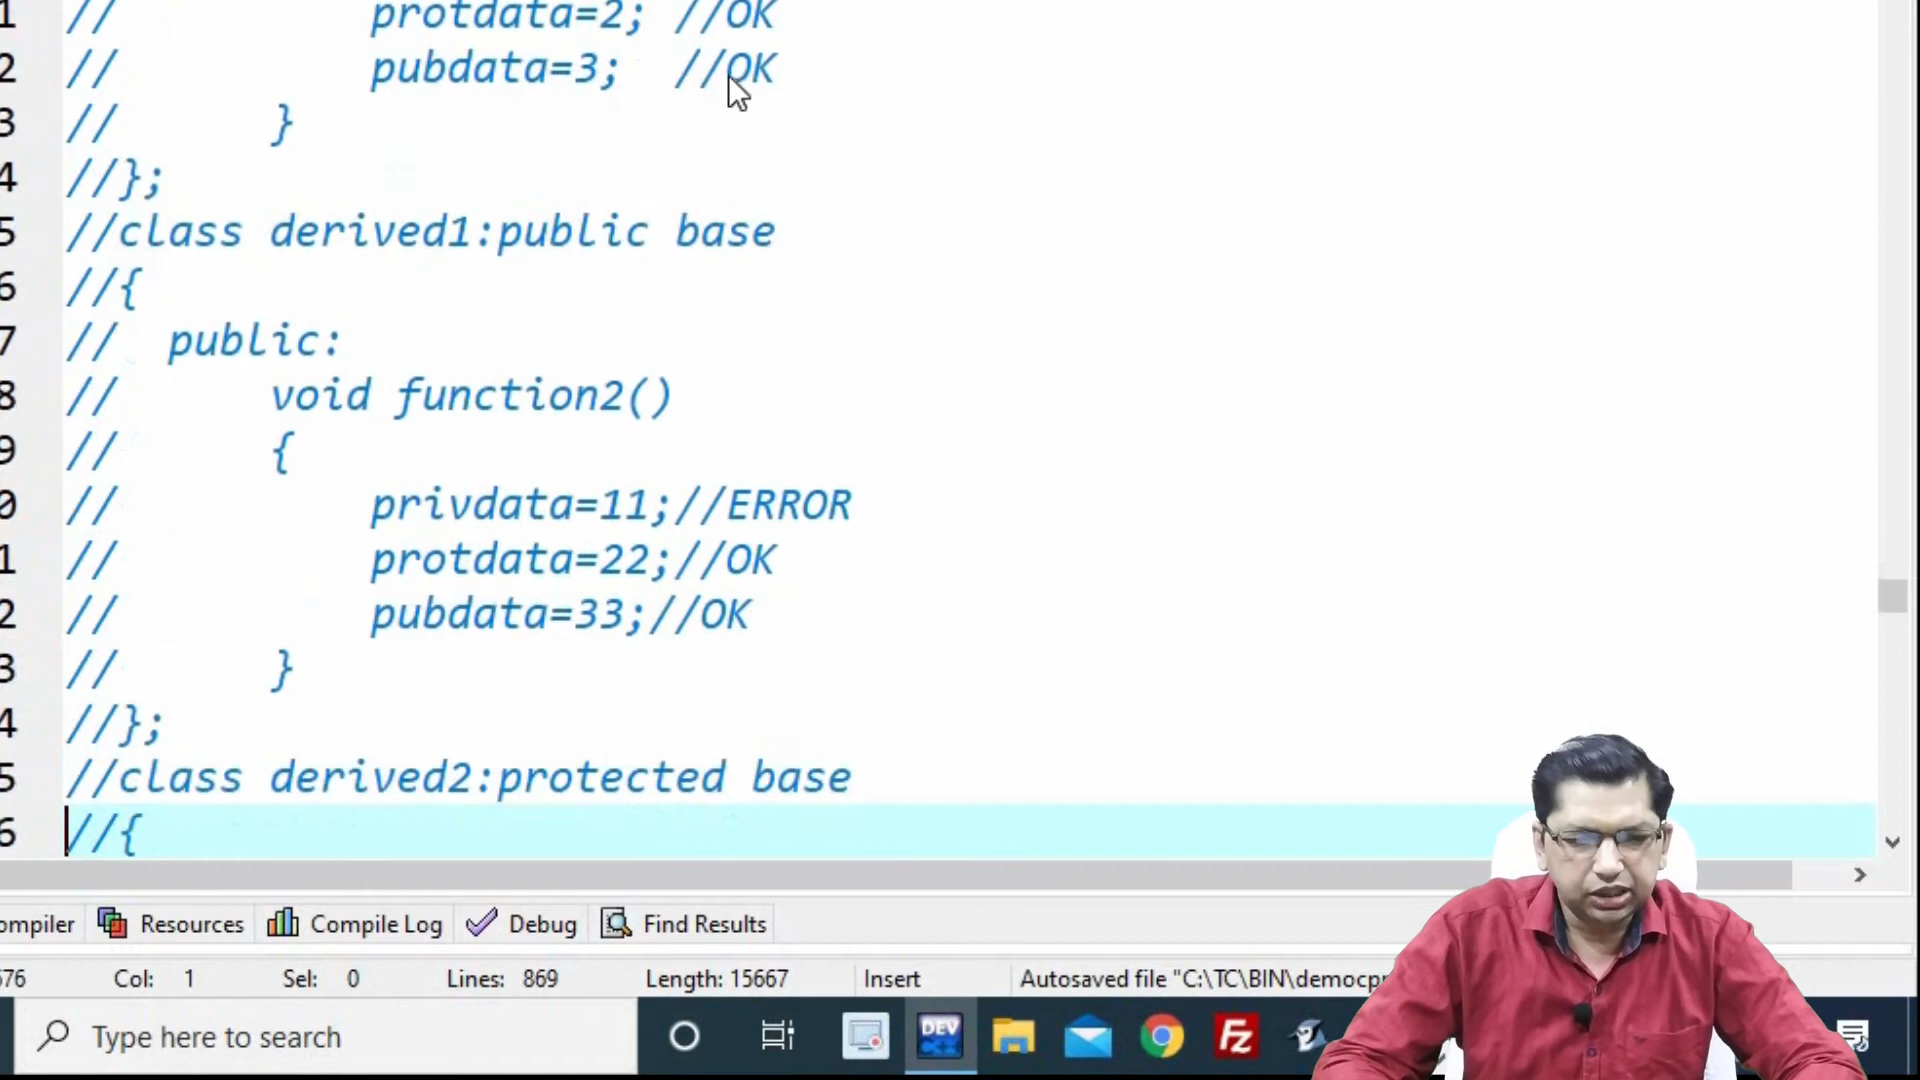 1 // protdata=2; //OK
2 // pubdata=3; //OK
3 // }
4 //};
5 //class derived1:public base
6 //{
7 // public:
8 // void function2()
9 // {
0 // privdata=11;//ERROR
1 // protdata=22;//OK
2 // pubdata=33;//OK
3 // }
4 //};
5 //class derived2:protected base
6 //{
ompiler Resources Compile Log Debug Find Results
676 Col: 1 Sel: 0 Lines: 869 Length: 15667 Insert Autosaved file "C:\TC\BIN\democp
Type here to search DEV C++ Fz